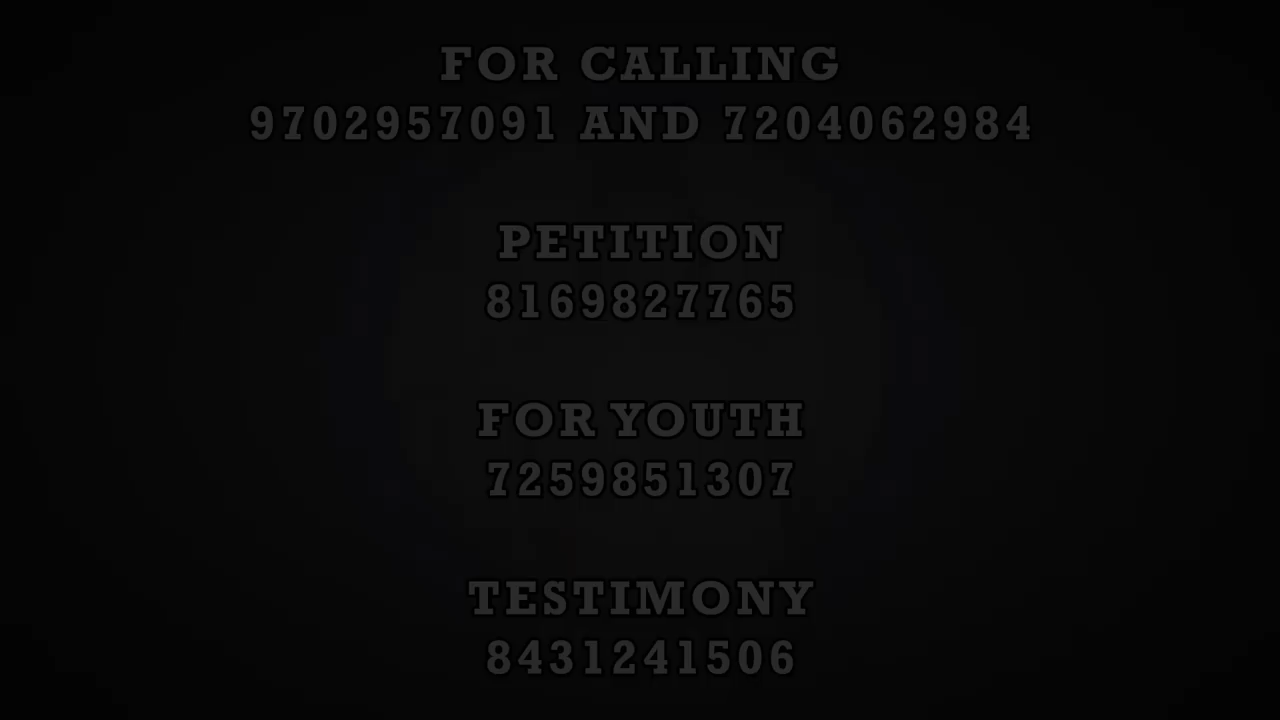 FOR CALLING
9702957091 AND 7204062984
PETITION
8169827765
FOR YOUTH
7259851307
TESTIMONY
8431241506